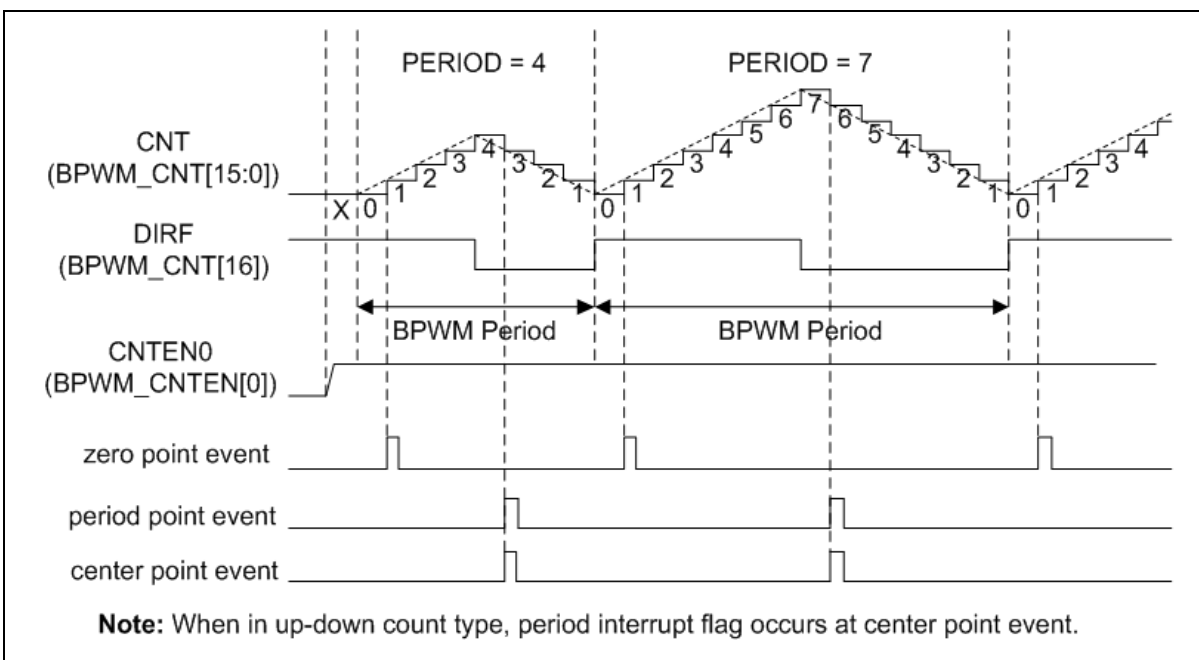 PERIOD = 4
PERIOD = 7
CNT
(BPWM_CNT[15:0])
X 0 1 2 3 4 3 2 1 0 1 2 3 4 5 6 7 6 5 4 3 2 1 0 1 2 3 4
DIRF
(BPWM_CNT[16])
BPWM Period
BPWM Period
CNTEN0
(BPWM_CNTEN[0])
zero point event
period point event
center point event
Note: When in up-down count type, period interrupt flag occurs at center point event.